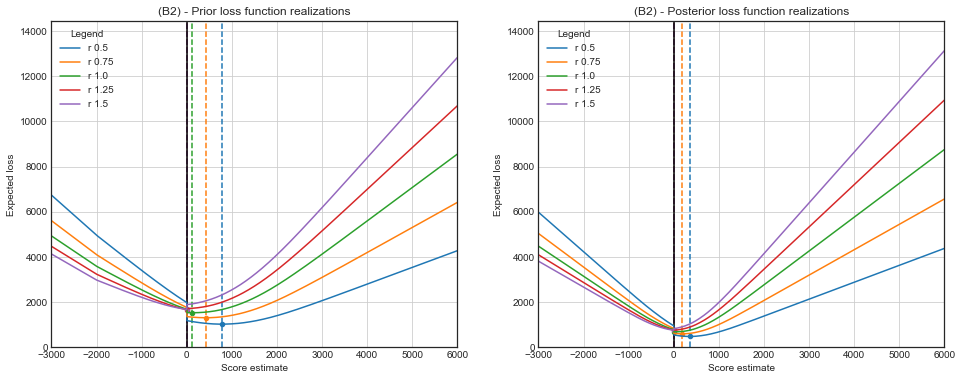 (B2) - Prior loss function realizations
Legend
r 0.5
r 0.75
r 1.0
r 1.25
r 1.5
Expected loss
14000
12000
10000
8000
6000
4000
2000
0
−3000 −2000 −1000 0 1000 2000 3000 4000 5000 6000
Score estimate
(B2) - Posterior loss function realizations
Legend
r 0.5
r 0.75
r 1.0
r 1.25
r 1.5
Expected loss
14000
12000
10000
8000
6000
4000
2000
0
−3000 −2000 −1000 0 1000 2000 3000 4000 5000 6000
Score estimate